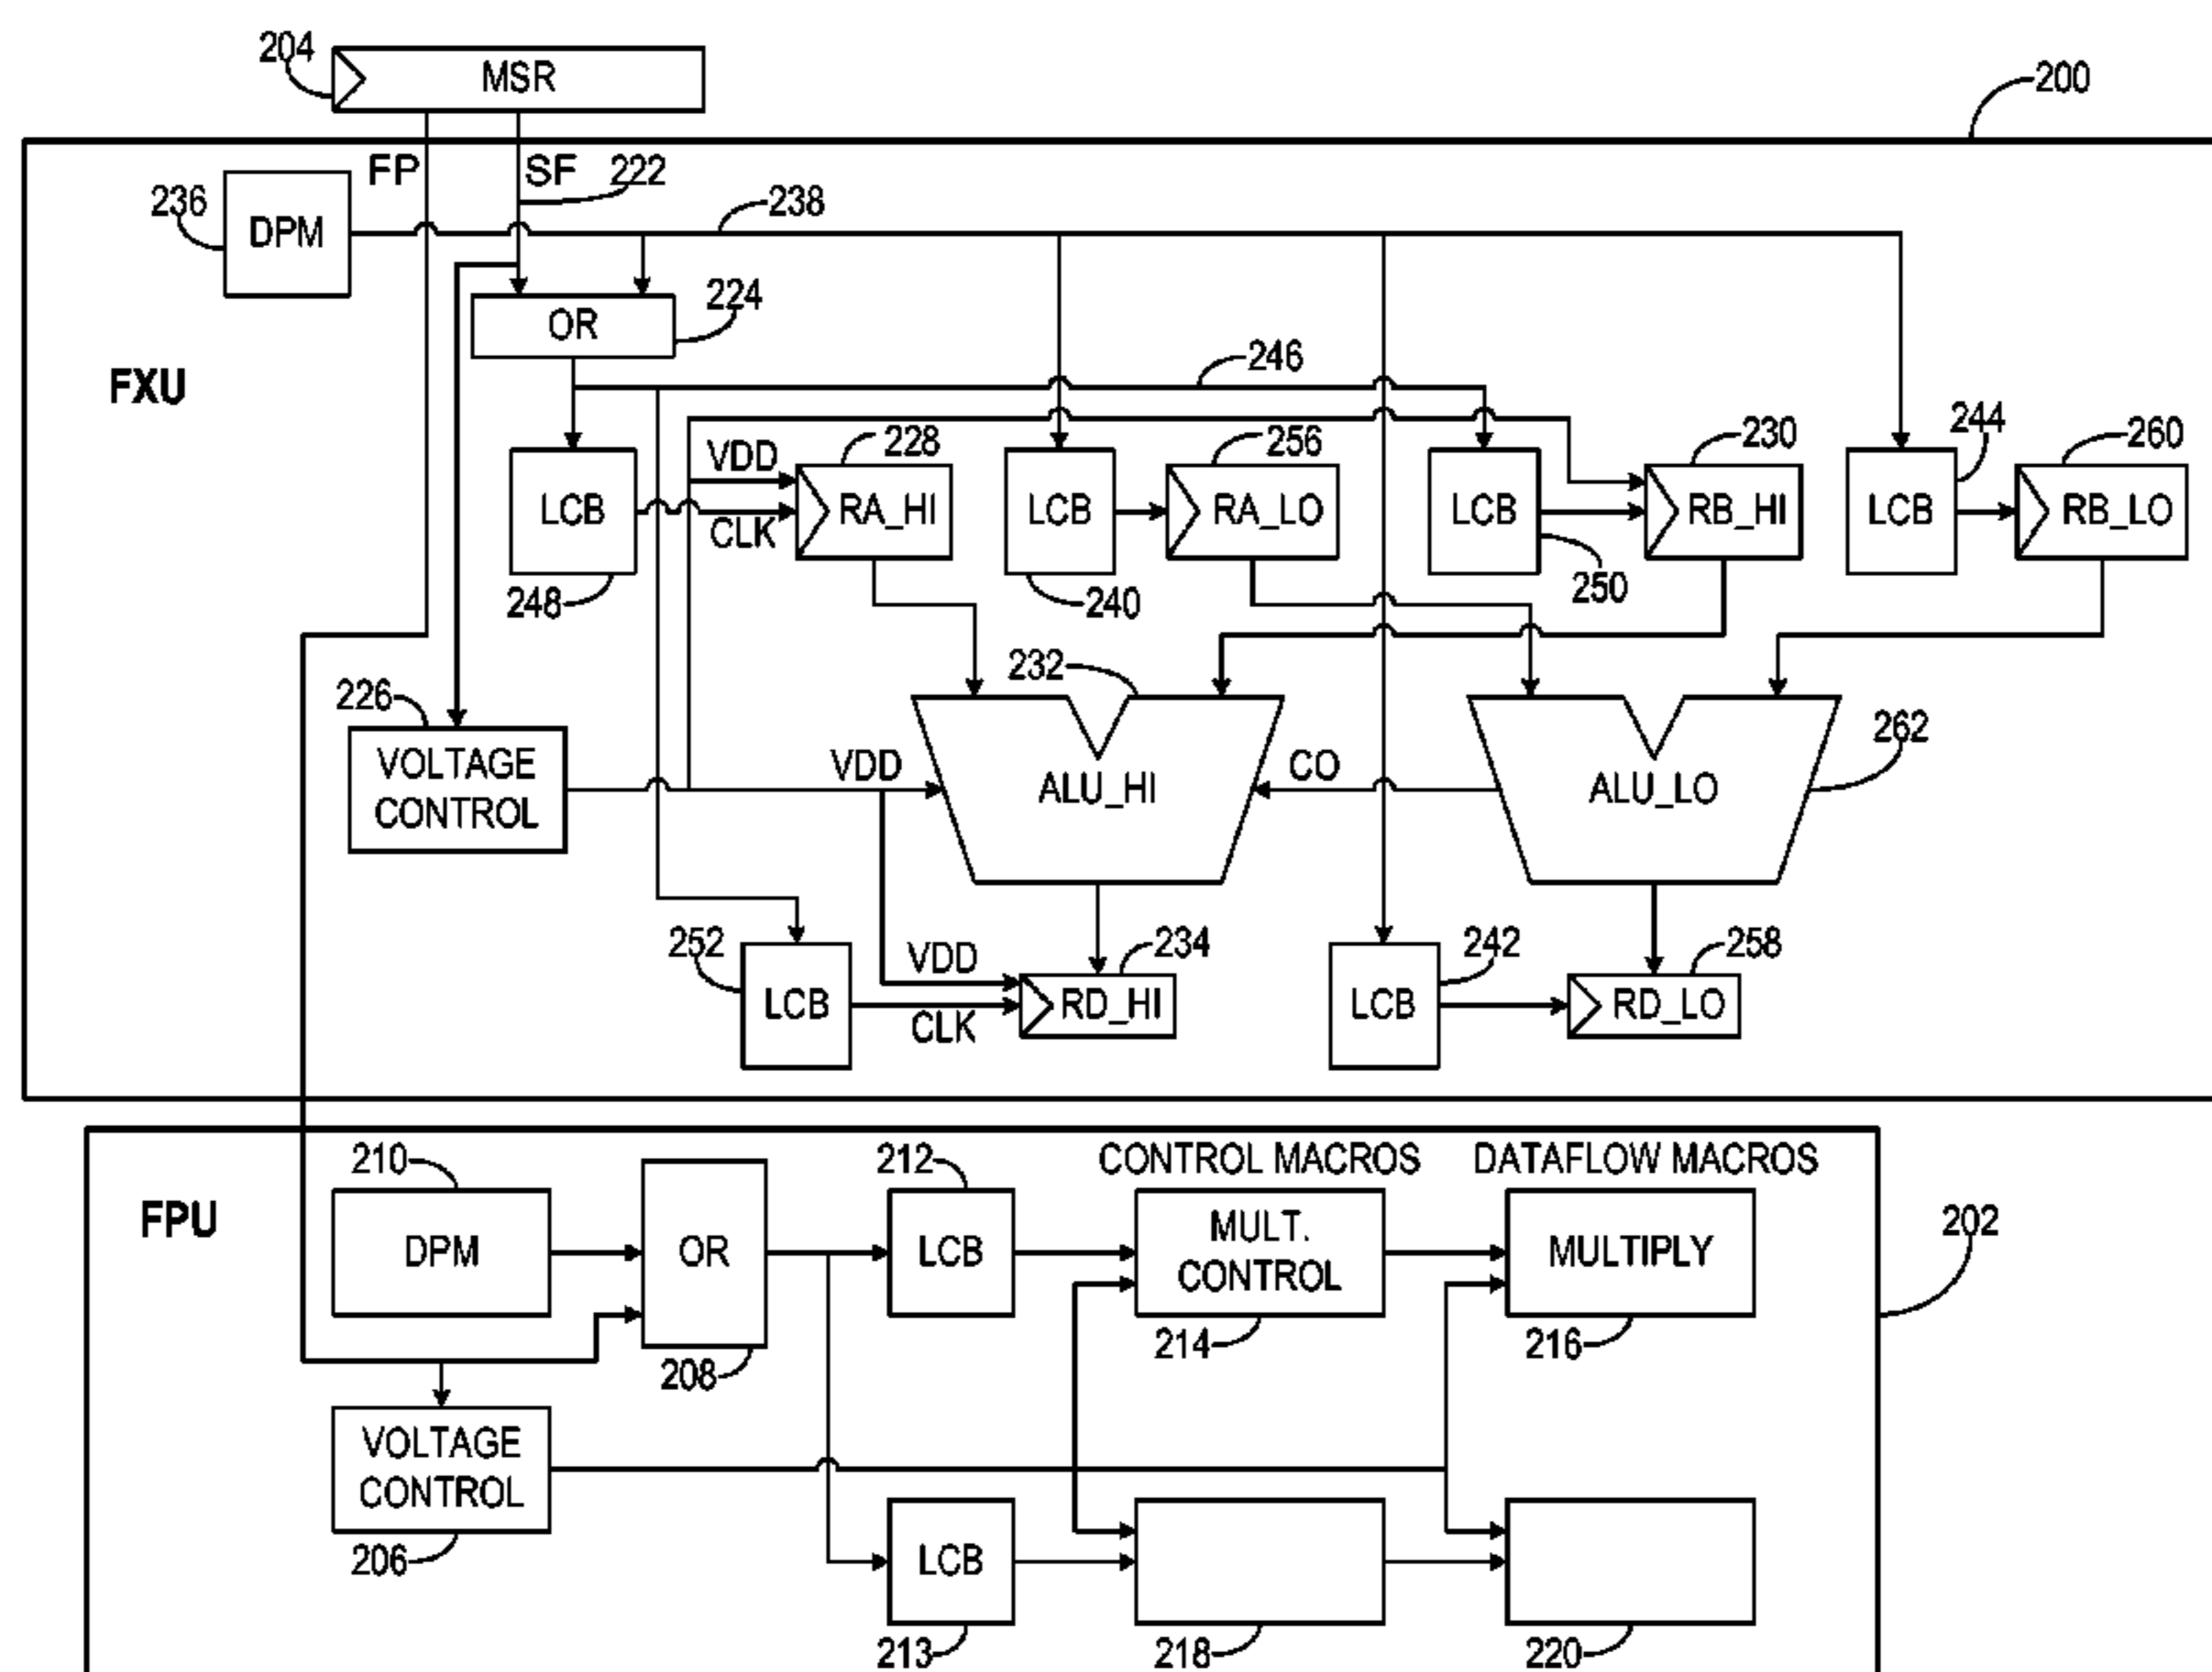 204
MSR
200
FP
SF
222
236
DPM
238
224
OR
FXU
246
VDD
228
256
230
244
260
LCB
RA_HI
LCB
RA_LO
LCB
RB_HI
LCB
RB_LO
CLK
248
240
250
232
226
262
VOLTAGE
CONTROL
VDD
ALU_HI
CO
ALU_LO
252
VDD
234
242
258
LCB
RD_HI
LCB
RD_LO
CLK
210
212
CONTROL MACROS
DATAFLOW MACROS
FPU
DPM
OR
LCB
MULT.
CONTROL
MULTIPLY
202
208
214
216
VOLTAGE
CONTROL
206
LCB
213
218
220